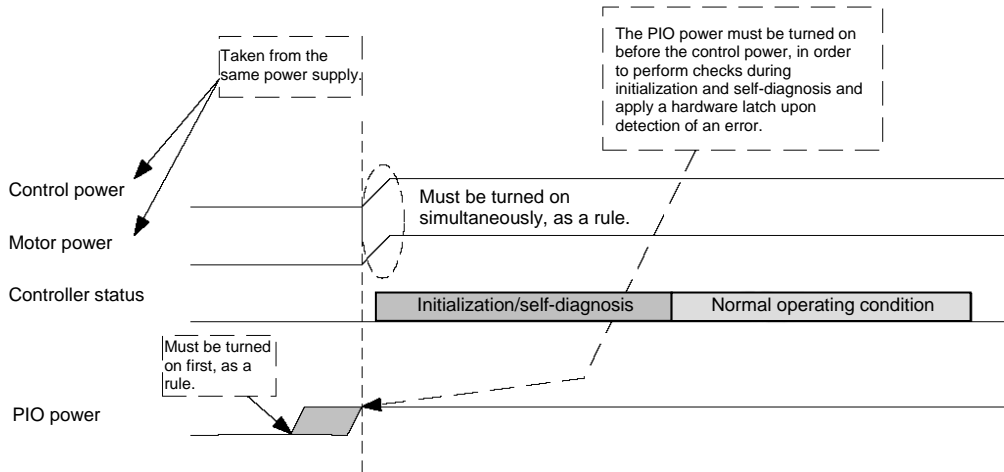 Taken from the
same power supply.
The PIO power must be turned on
before the control power, in order
to perform checks during
initialization and self-diagnosis and
apply a hardware latch upon
detection of an error.
Control power
Must be turned on
simultaneously, as a rule.
Motor power
Controller status
Initialization/self-diagnosis
Normal operating condition
Must be turned
on first, as a
rule.
PIO power